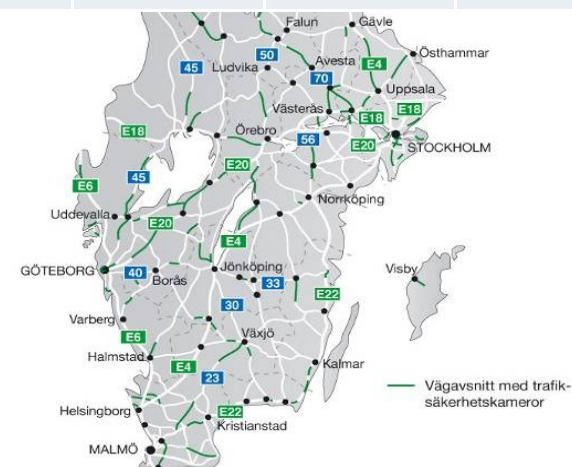 Falun
Gävle
50
Östhammar
45
Ludvika
Avesta
E4
70
Uppsala
Västerås
E18
E18
E18
Örebro
56
E20
STOCKHOLM
E20
45
E6
Norrköping
Uddevalla
E20
E4
Visby
GÖTEBORG
40
Jönköping
Borås
33
E22
30
Varberg
E6
Växjö
Halmstad
E4
Kalmar
23
Vägavsnitt med trafik-
säkerhetskameror
Helsingborg
E22
Kristianstad
MALMÖ